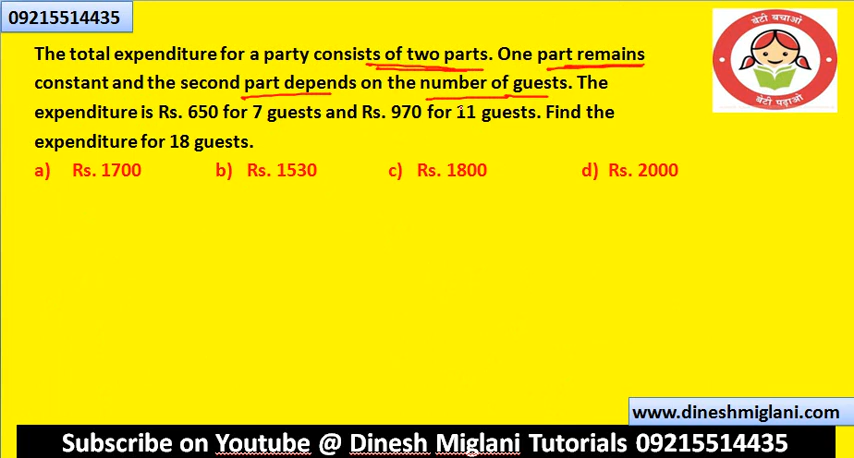 09215514435
The total expenditure for a party consists of two parts. One part remains
constant and the second part depends on the number of guests. The
expenditure is Rs. 650 for 7 guests and Rs. 970 for 11 guests. Find the
expenditure for 18 guests.
a) Rs. 1700 b) Rs. 1530 c) Rs. 1800 d) Rs. 2000
बेटी बचाओ
बेटी पढ़ाओ
www.dineshmiglani.com
Subscribe on Youtube @ Dinesh Miglani Tutorials 09215514435